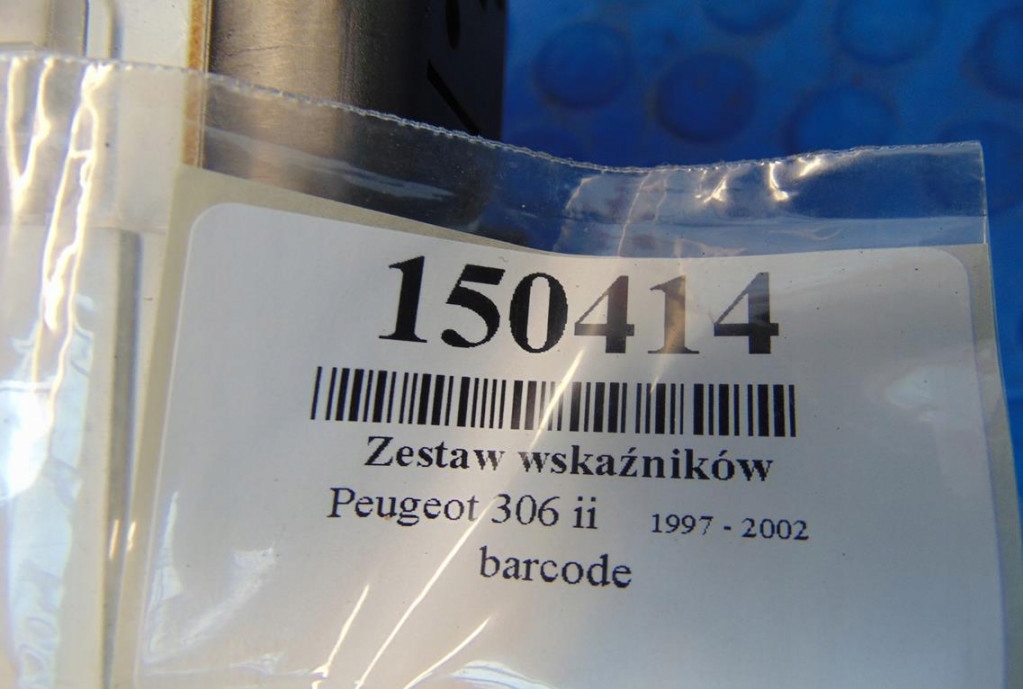 150414
Zestaw wskaźników
Peugeot 306 ii 1997 - 2002
barcode